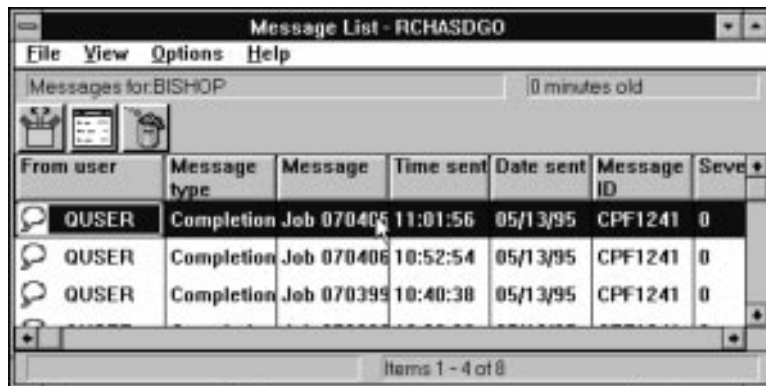 Message List - RCHASDGO
File View Options Help
Messages for:BISHOP 0 minutes old
From user Message type Message Time sent Date sent Message ID Seve
QUSER Completion Job 070405 11:01:56 05/13/95 CPF1241 0
QUSER Completion Job 070406 10:52:54 05/13/95 CPF1241 0
QUSER Completion Job 070399 10:40:38 05/13/95 CPF1241 0
Items 1 - 4 of 8